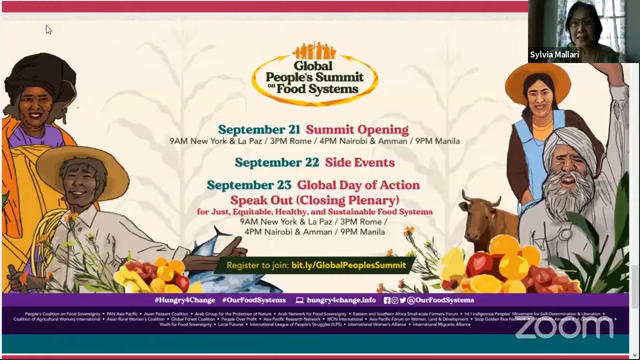 Sylvia Mallari
Global
People's Summit
on Food Systems
September 21 Summit Opening
9AM New York & La Paz / 3PM Rome / 4PM Nairobi & Amman / 9PM Manila
September 22 Side Events
September 23 Global Day of Action
Speak Out (Closing Plenary)
for Just, Equitable, Healthy, and Sustainable Food Systems
9AM New York & La Paz / 3PM Rome /
4PM Nairobi & Amman / 9PM Manila
Register to join: bit.ly/GlobalPeoplesSummit
#Hungry4Change #OurFoodSystems hungry4change.info @OurFoodSystems
People's Coalition on Food Sovereignty • PAN Asia Pacific • Asian Peasant Coalition • Arab Group for the Protection of Nature • Arab Network for Food Sovereignty • Eastern and Southern Africa Small-scale Farmers Forum • Int'l Indigenous Peoples' Movement for Self-Determination & Liberation •
Coalition of Agricultural Workers International • Asian Rural Women's Coalition • Global Forest Coalition • People Over Profit • Asia Pacific Research Network • IBON International • Asia Pacific Forum on Women, Land & Development • Stop Golden Rice Network
Youth for Food Sovereignty • Local Futures • International League of People's Struggles (ILPS) • International Women's Alliance • International Migrants Alliance
zoom